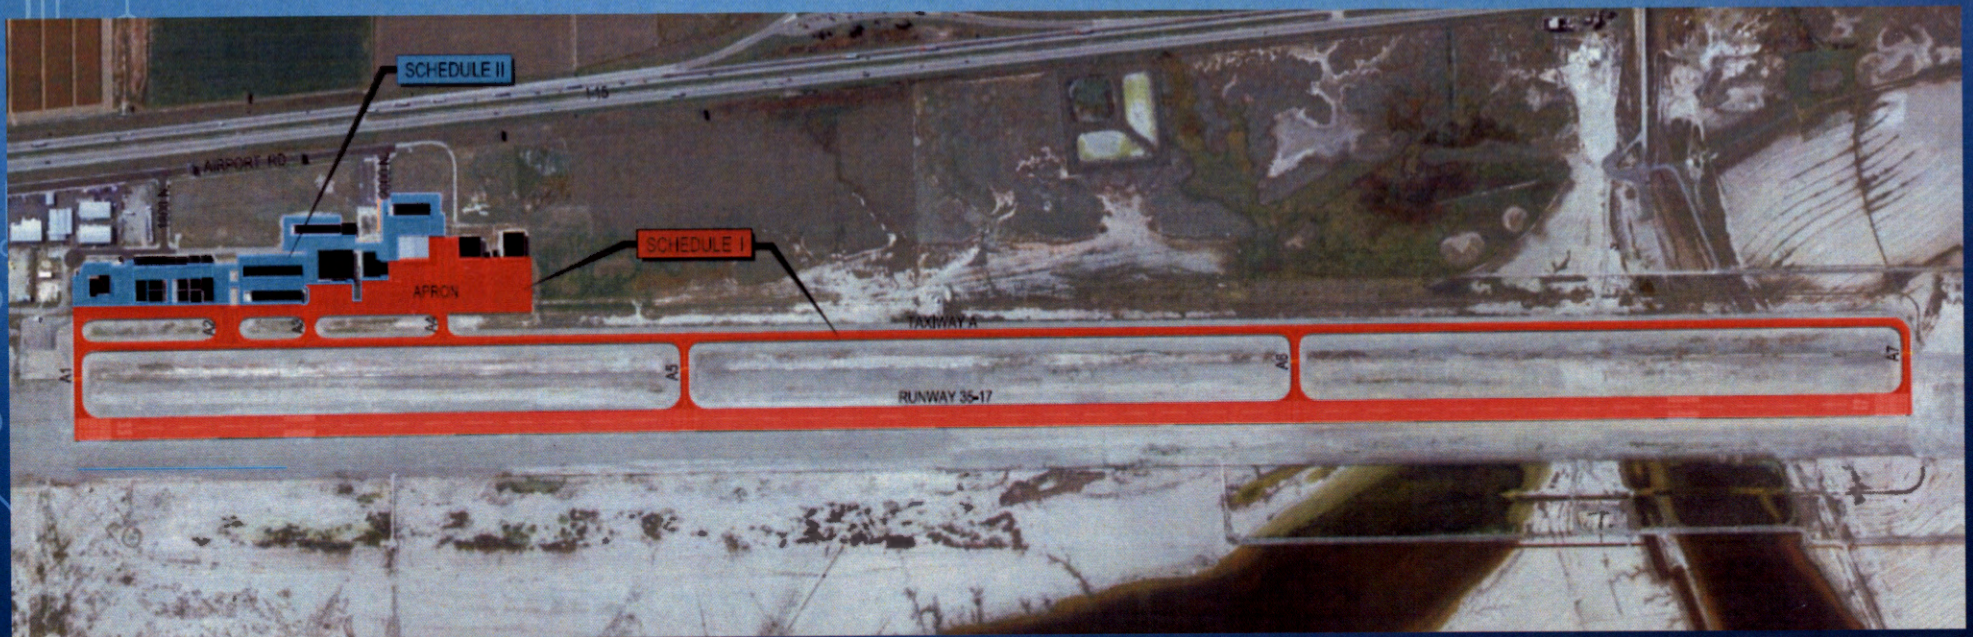 SCHEDULE II
I-15
AIRPORT RD
SCHEDULE I
APRON
A2
A3
A4
TAXIWAY A
A1
A5
A6
A7
RUNWAY 35-17